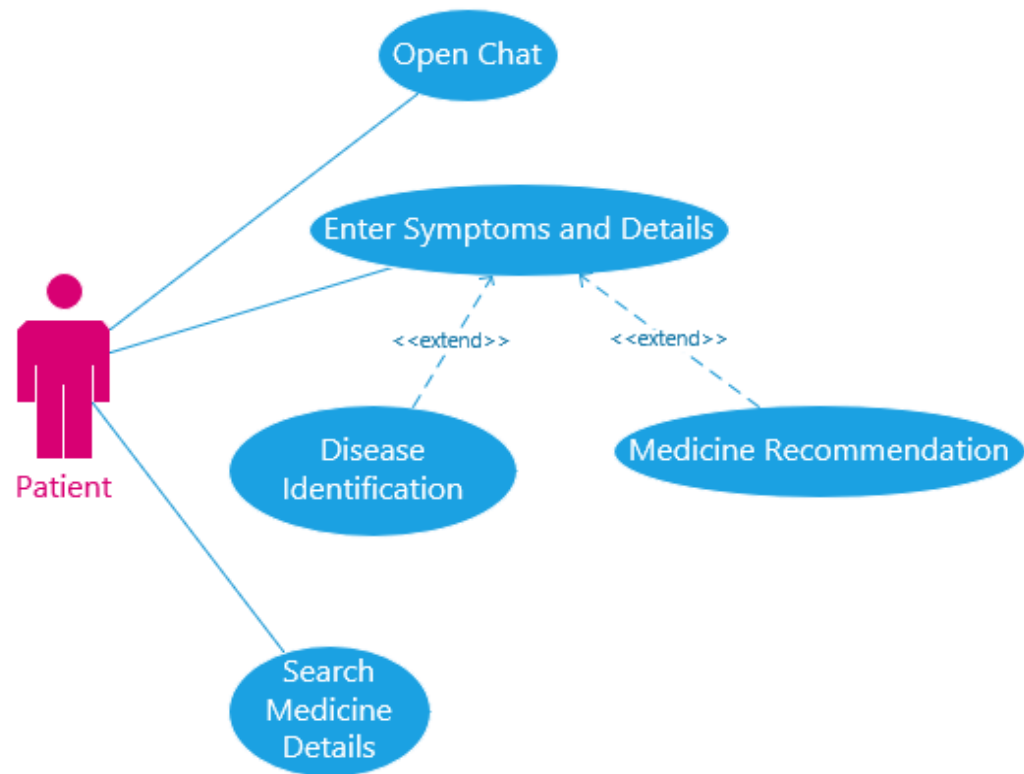 Open Chat
Enter Symptoms and Details
<<extend>>
<<extend>>
Disease
Identification
Medicine Recommendation
Patient
Search
Medicine
Details